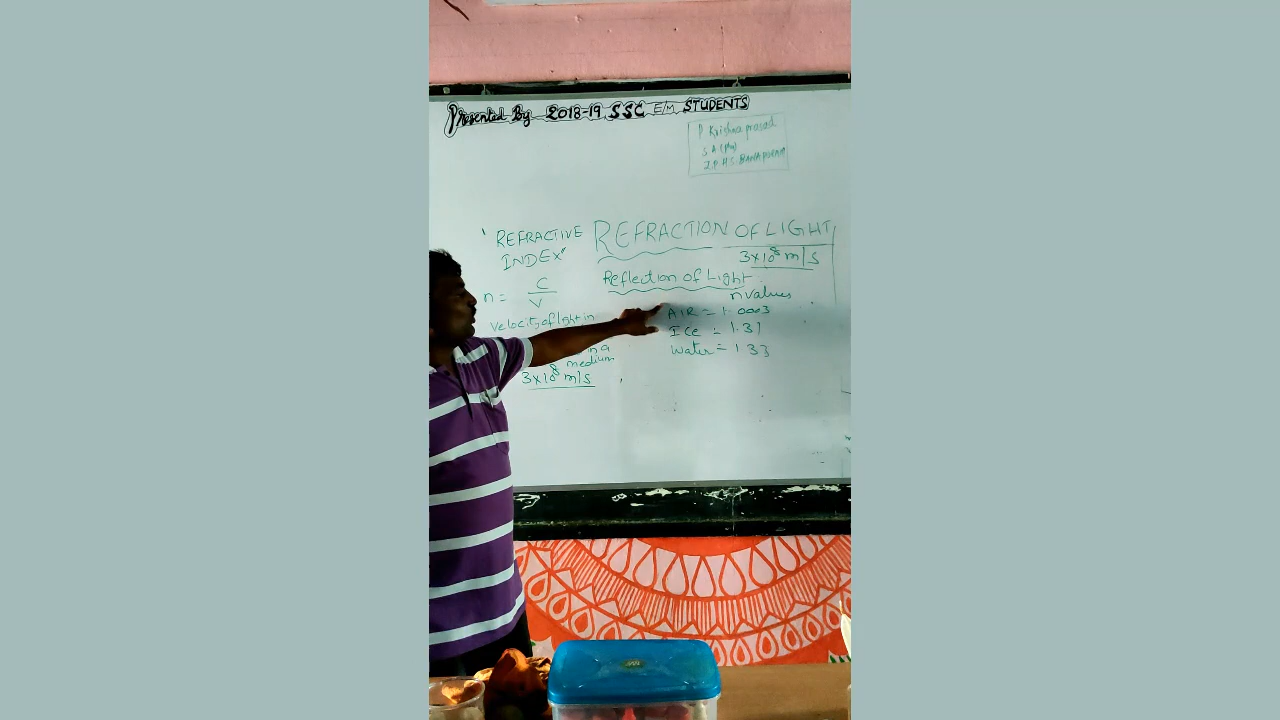 Presented By 2018-19 SSC E/M STUDENTS
P Krishna prasad
S A (PM)
Z.P.H.S.
"REFRACTIVE
INDEX"
REFRACTION OF LIGHT
3×10⁸ m/s
Reflection of Light
n = C/V
n values
Velocity of light in
AIR = 1.0003
ICE = 1.31
in a
Water = 1.33
medium
3×10⁸ m/s